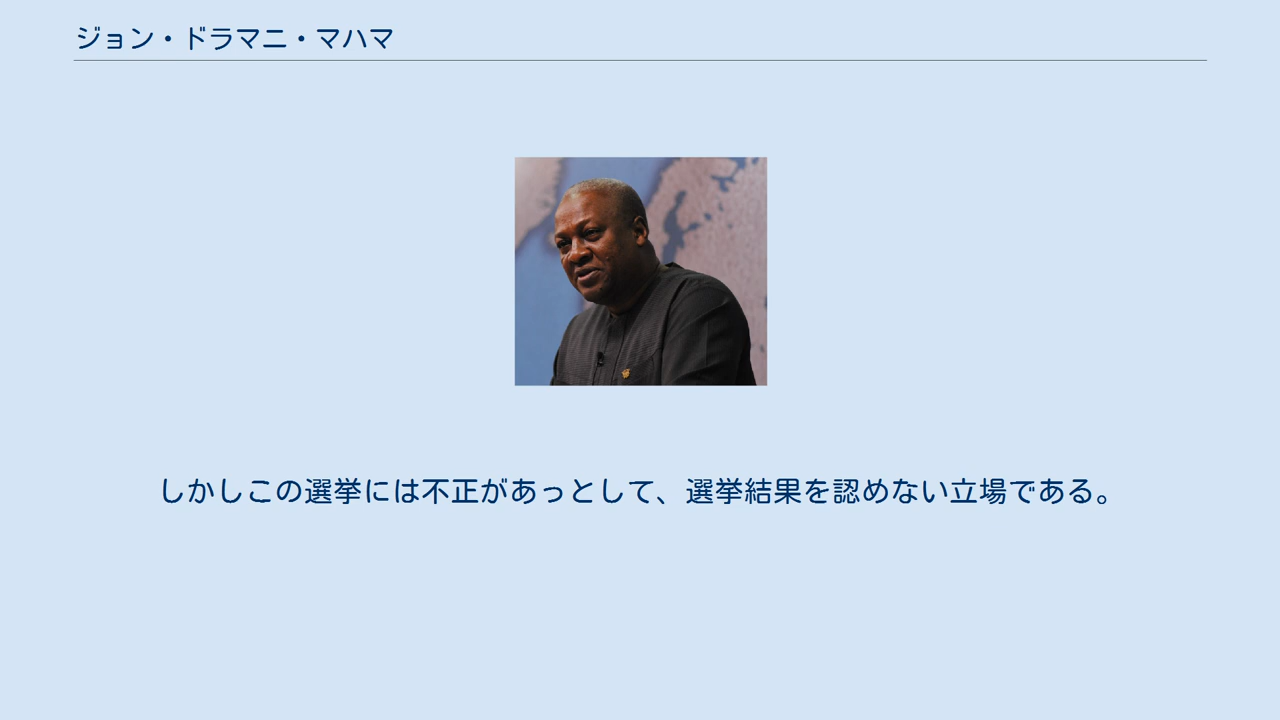 ジョン・ドラマニ・マハマ
しかしこの選挙には不正があっとして、選挙結果を認めない立場である。